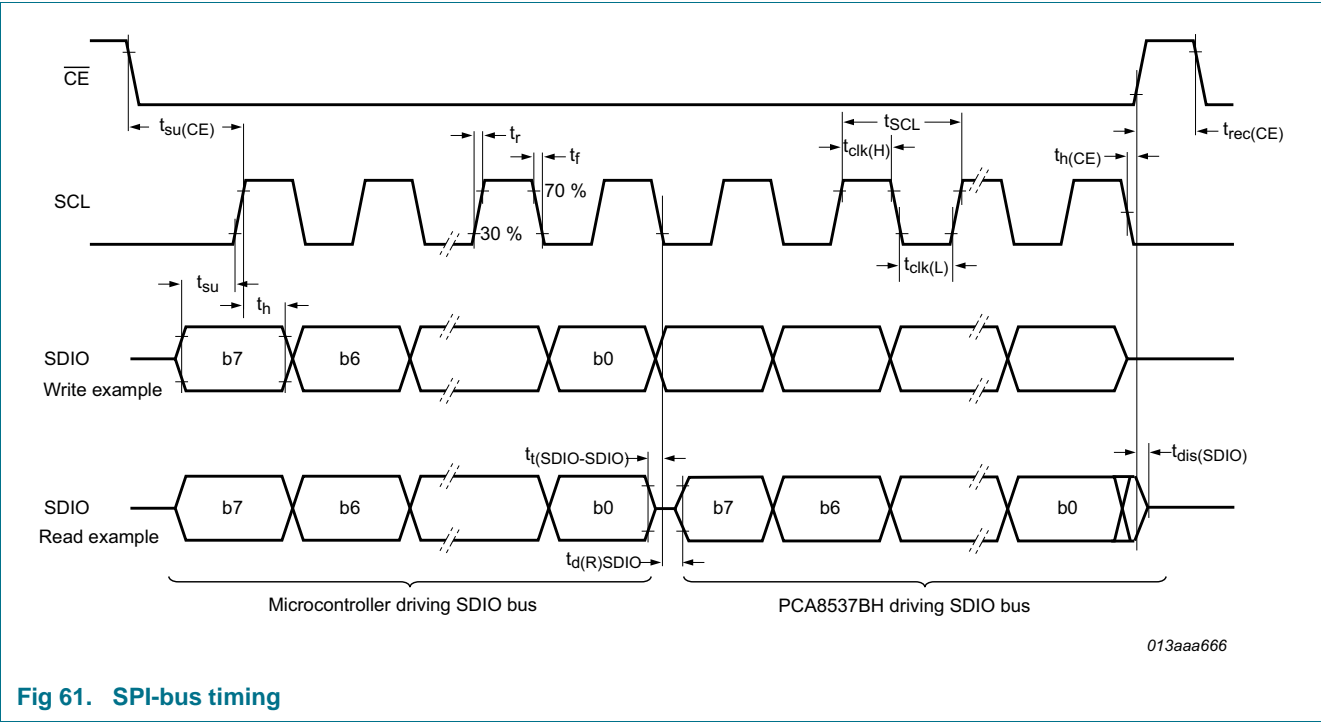 CE
tsu(CE)
tr
tf
tSCL
tclk(H)
th(CE)
trec(CE)
SCL
70 %
30 %
tclk(L)
tsu
th
SDIO
b7
b6
b0
Write example
tt(SDIO-SDIO)
tdis(SDIO)
SDIO
b7
b6
b0
b7
b6
b0
Read example
td(R)SDIO
Microcontroller driving SDIO bus
PCA8537BH driving SDIO bus
013aaa666
Fig 61. SPI-bus timing